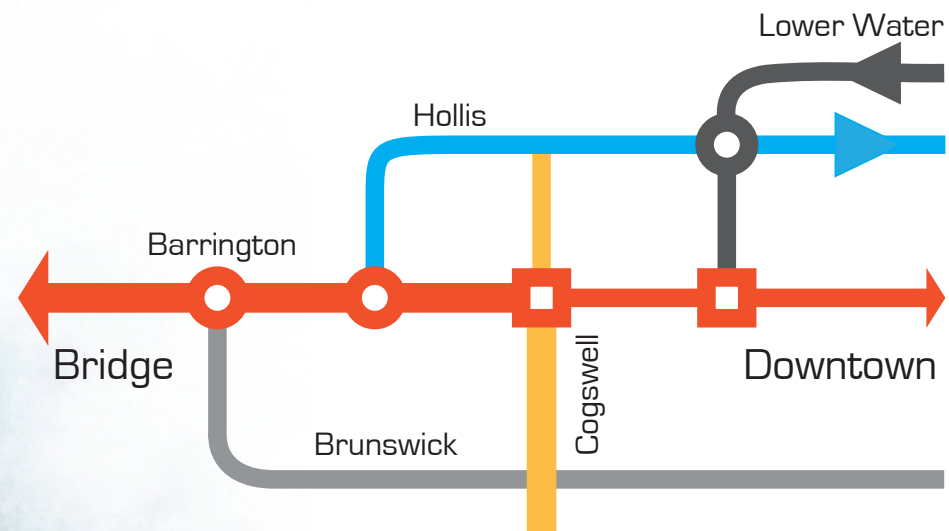 Lower Water
Hollis
Barrington
Bridge
Downtown
Cogswell
Brunswick